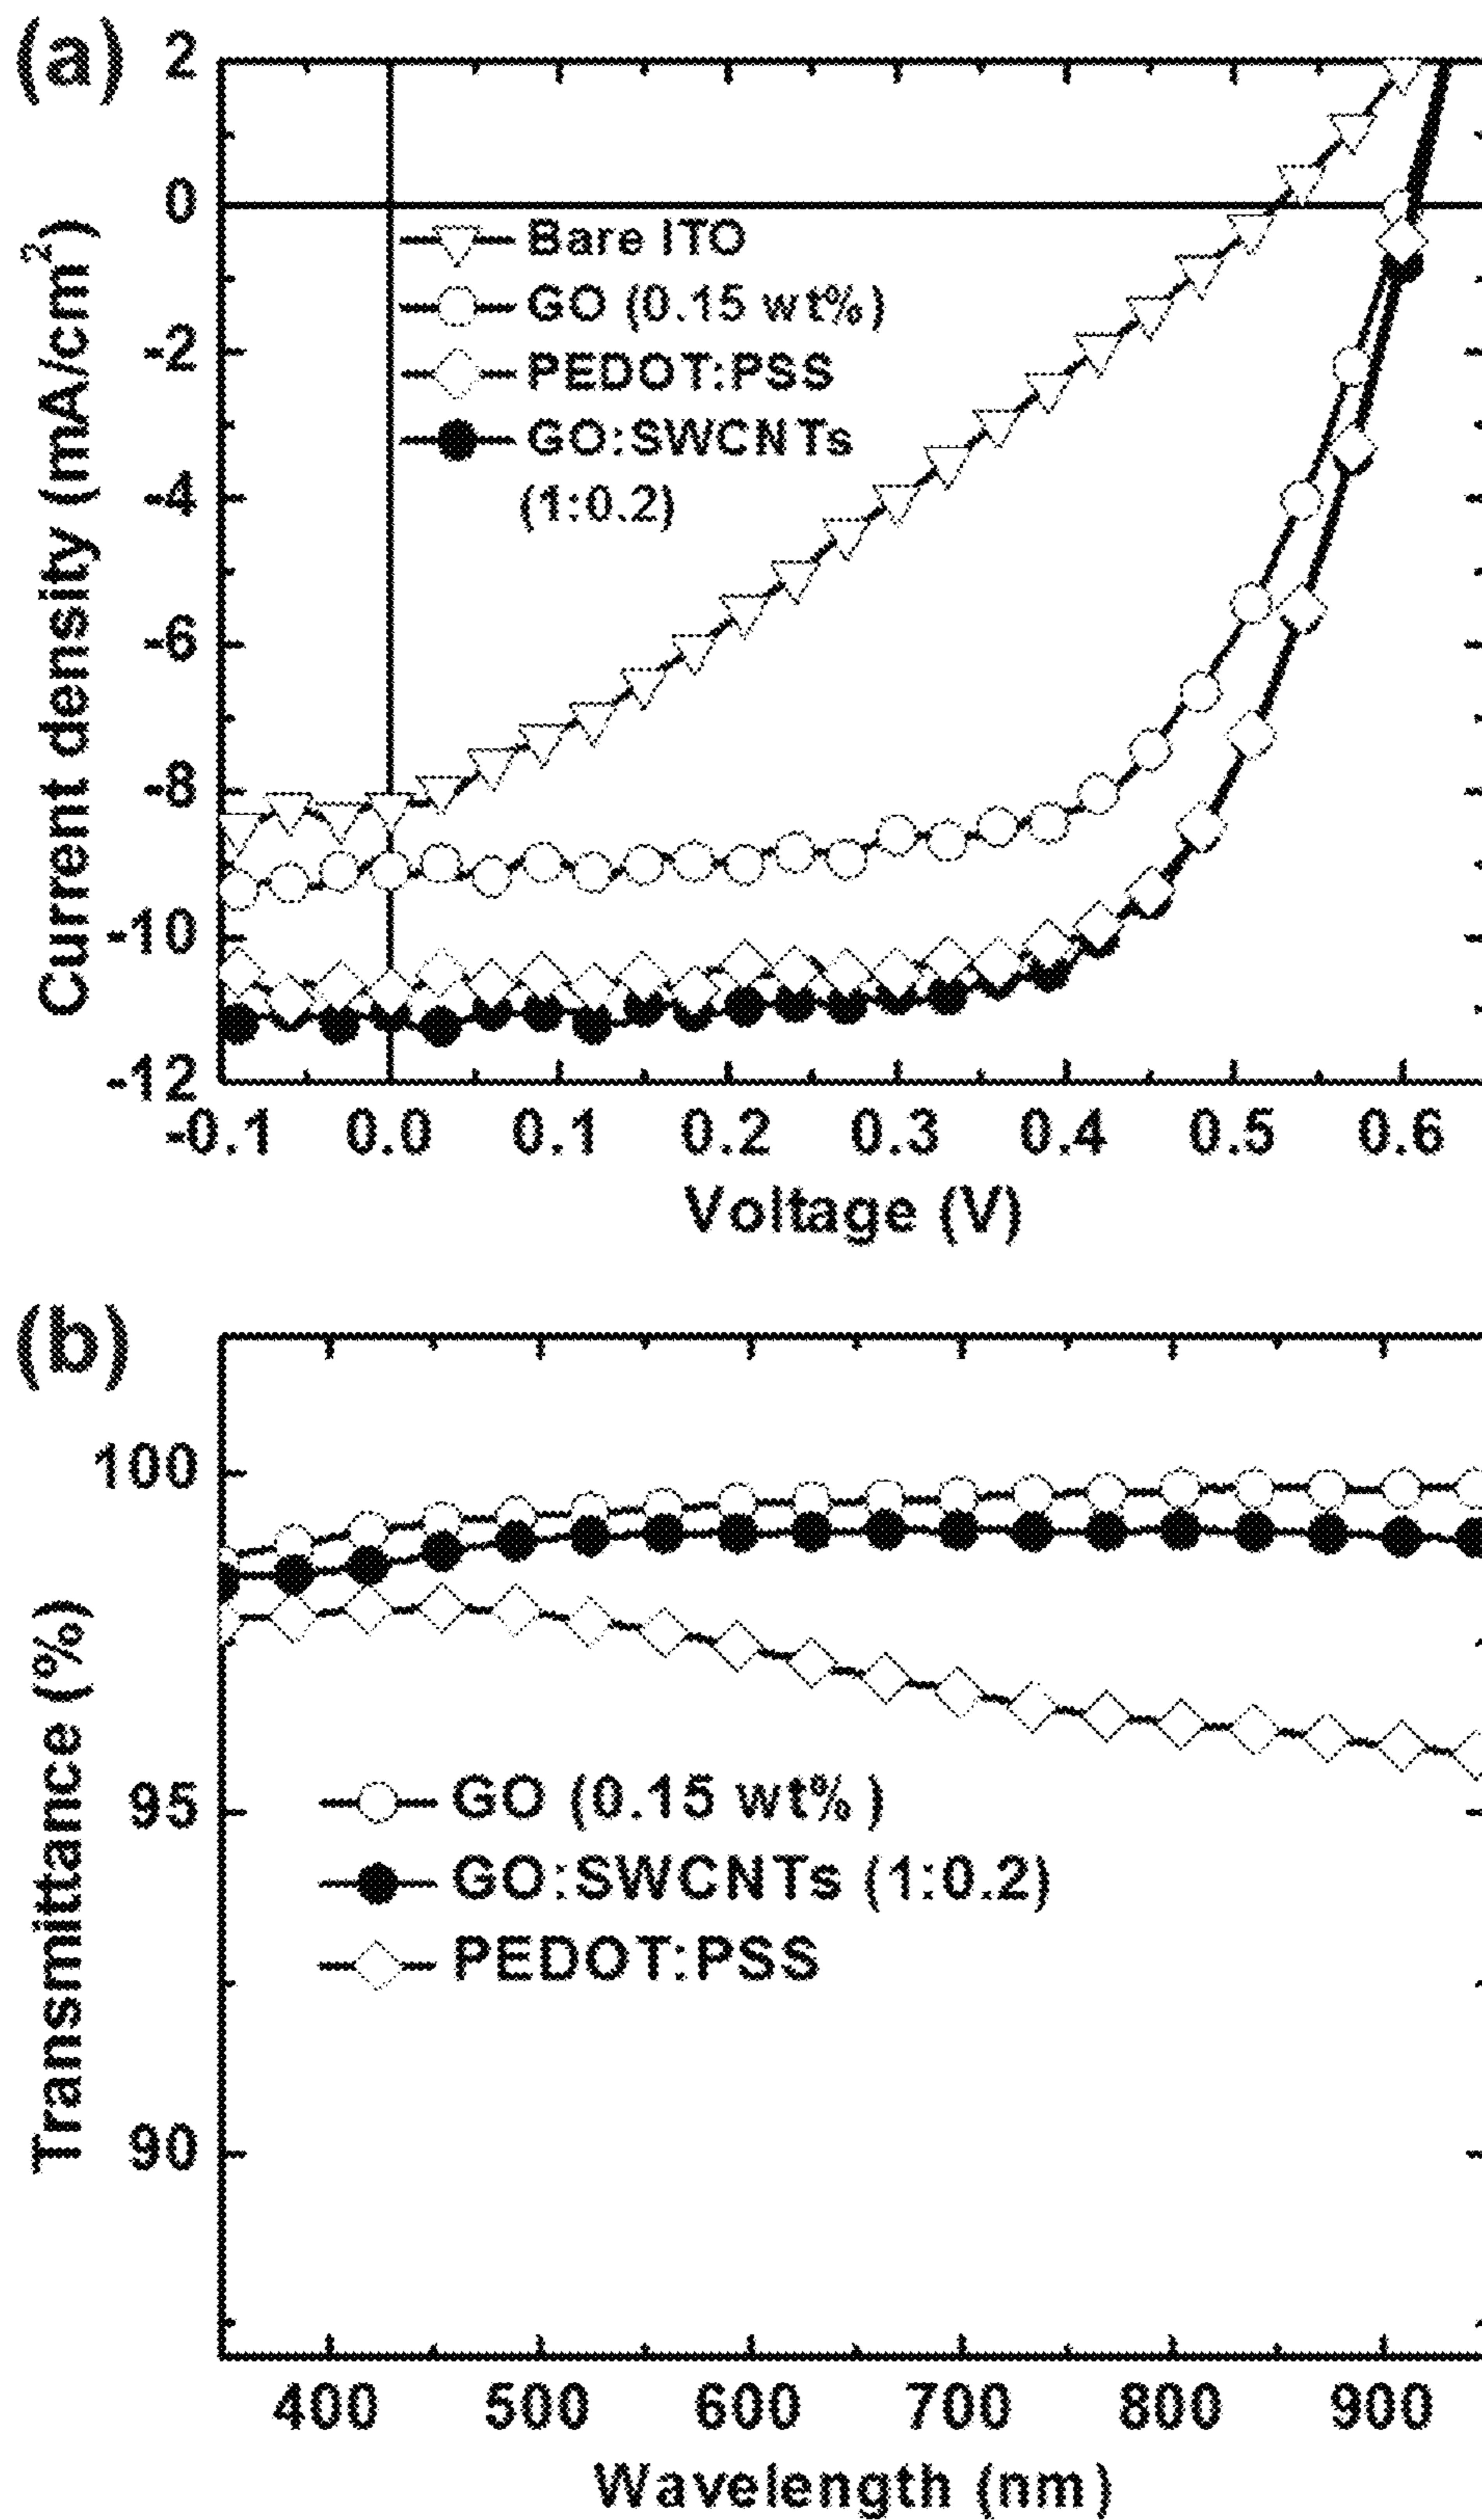 (a)
2
0
-2
-4
-6
-8
-10
-12
Current density (mA/cm²)
Bare ITO
GO (0.15 wt%)
PEDOT:PSS
GO:SWCNTs
(1:0.2)
-0.1 0.0 0.1 0.2 0.3 0.4 0.5 0.6
Voltage (V)
(b)
100
95
90
Transmittance (%)
GO (0.15 wt%)
GO:SWCNTs (1:0.2)
PEDOT:PSS
400 500 600 700 800 900
Wavelength (nm)